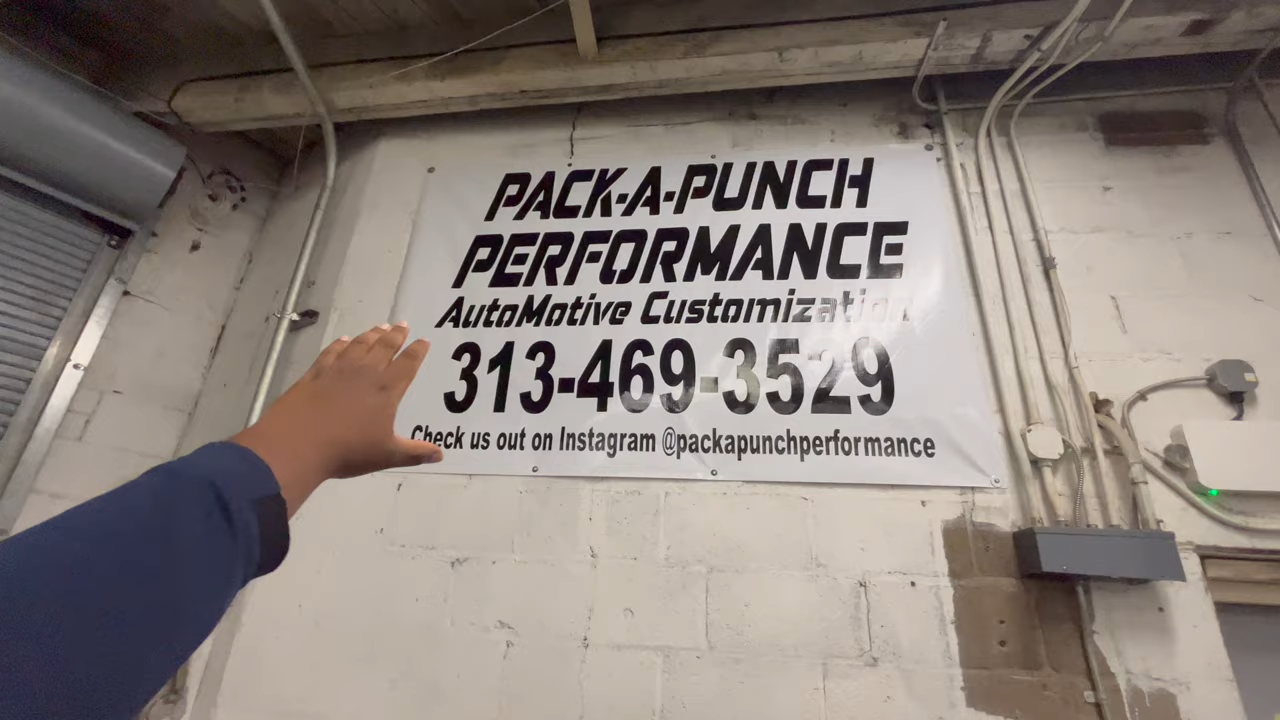 PACK-A-PUNCH
PERFORMANCE
AutoMotive Customization
313-469-3529
Check us out on Instagram @packapunchperformance